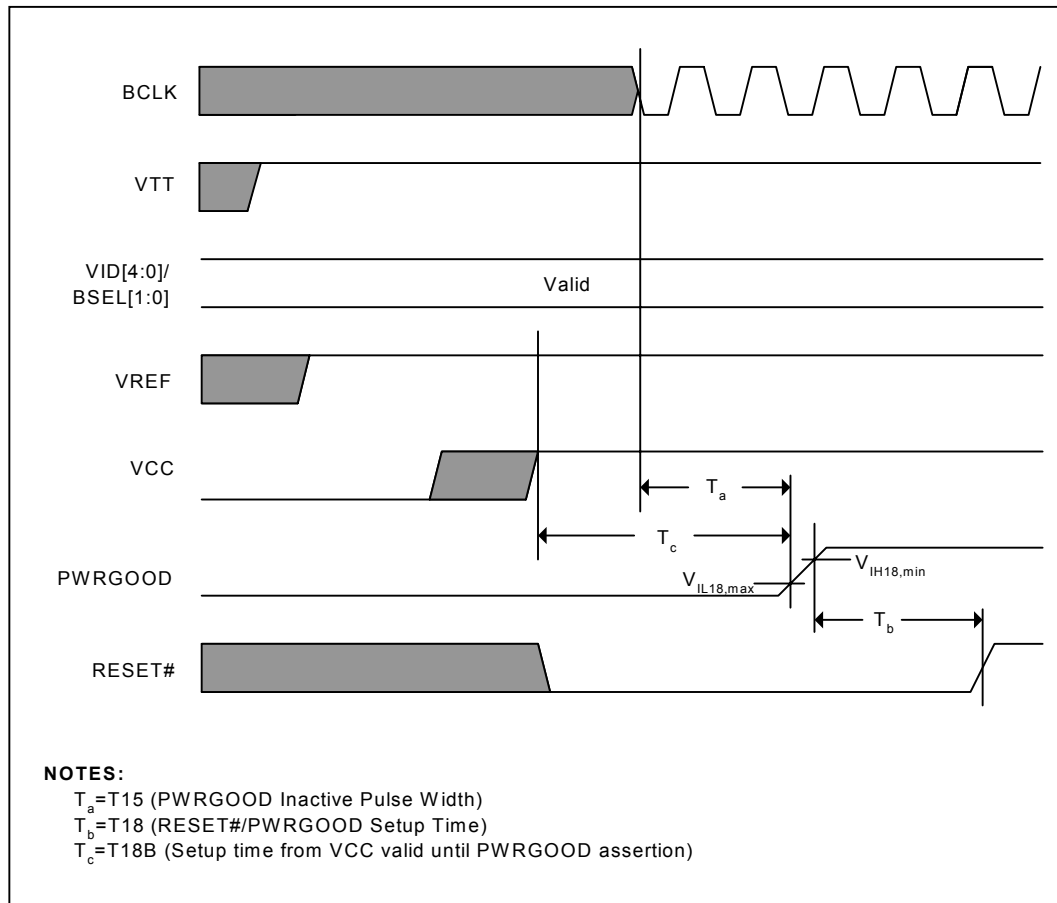 BCLK
VTT
VID[4:0]/
BSEL[1:0]
Valid
VREF
VCC
Ta
Tc
PWRGOOD
VIL18,max
VIH18,min
Tb
RESET#
NOTES:
Ta=T15 (PWRGOOD Inactive Pulse Width)
Tb=T18 (RESET#/PWRGOOD Setup Time)
Tc=T18B (Setup time from VCC valid until PWRGOOD assertion)